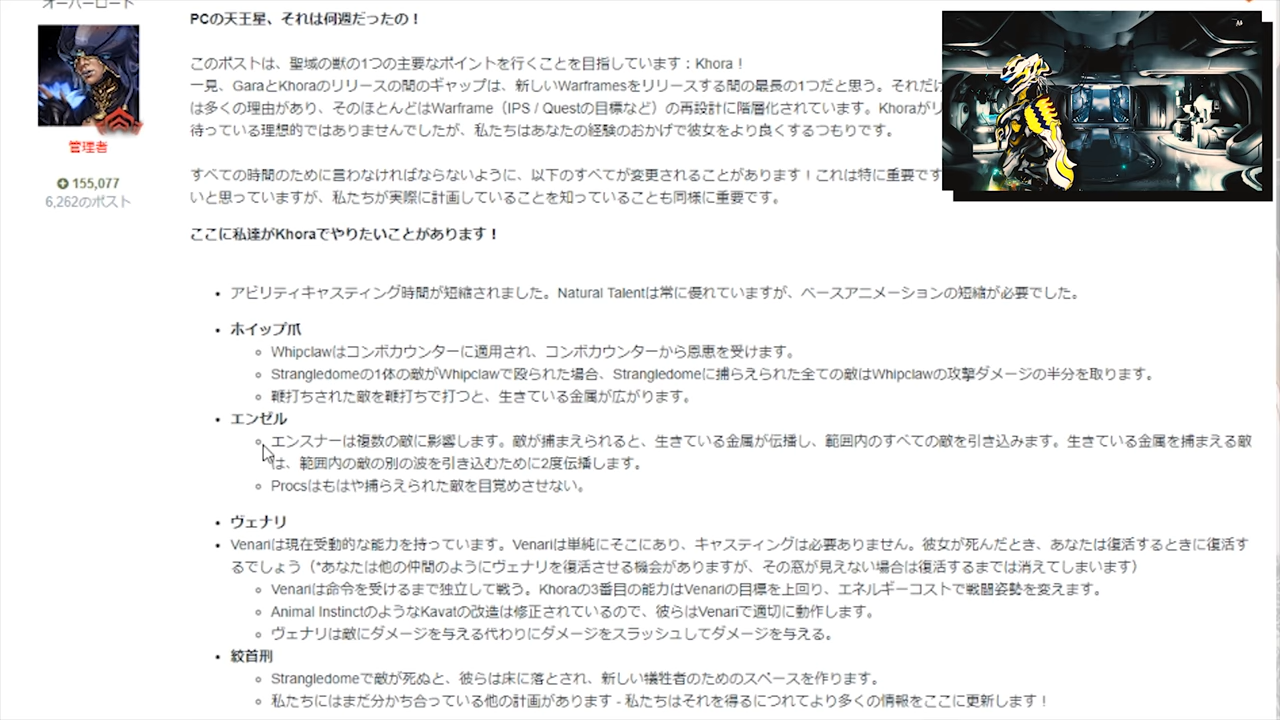 オーバーロード
管理者
155,077
6,262のポスト
PCの天王星、それは何週だったの！
このポストは、聖域の獣の1つの主要なポイントを行くことを目指しています：Khora！
一見、GaraとKhoraのリリースの間のギャップは、新しいWarframesをリリースする間の最長の1つだと思う。それだけ
は多くの理由があり、そのほとんどはWarframe（IPS / Questの目標など）の再設計に階層化されています。Khoraがリ
待っている理想的ではありませんでしたが、私たちはあなたの経験のおかげで彼女をより良くするつもりです。
すべての時間のために言わなければならないように、以下のすべてが変更されることがあります！これは特に重要です
いと思っていますが、私たちが実際に計画していることを知っていることも同様に重要です。
ここに私達がKhoraでやりたいことがあります！
アビリティキャスティング時間が短縮されました。Natural Talentは常に優れていますが、ベースアニメーションの短縮が必要でした。
ホイップ爪
Whipclawはコンボカウンターに適用され、コンボカウンターから恩恵を受けます。
Strangledomeの1体の敵がWhipclawで殴られた場合、Strangledomeに捕らえられた全ての敵はWhipclawの攻撃ダメージの半分を取ります。
鞭打ちされた敵を鞭打ちで打つと、生きている金属が広がります。
エンゼル
エンスナーは複数の敵に影響します。敵が捕まえられると、生きている金属が伝播し、範囲内のすべての敵を引き込みます。生きている金属を捕まえる敵
は、範囲内の敵の別の波を引き込むために2度伝播します。
Procsはもはや捕らえられた敵を目覚めさせない。
ヴェナリ
Venariは現在受動的な能力を持っています。Venariは単純にそこにあり、キャスティングは必要ありません。彼女が死んだとき、あなたは復活するときに復活す
るでしょう（*あなたは他の仲間のようにヴェナリを復活させる機会がありますが、その窓が見えない場合は復活するまでは消えてしまいます）
Venariは命令を受けるまで独立して戦う。Khoraの3番目の能力はVenariの目標を上回り、エネルギーコストで戦闘姿勢を変えます。
Animal InstinctのようなKavatの改造は修正されているので、彼らはVenariで適切に動作します。
ヴェナリは敵にダメージを与える代わりにダメージをスラッシュしてダメージを与える。
絞首刑
Strangledomeで敵が死ぬと、彼らは床に落とされ、新しい犠牲者のためのスペースを作ります。
私たちにはまだ分かち合っている他の計画があります - 私たちはそれを得るにつれてより多くの情報をここに更新します！